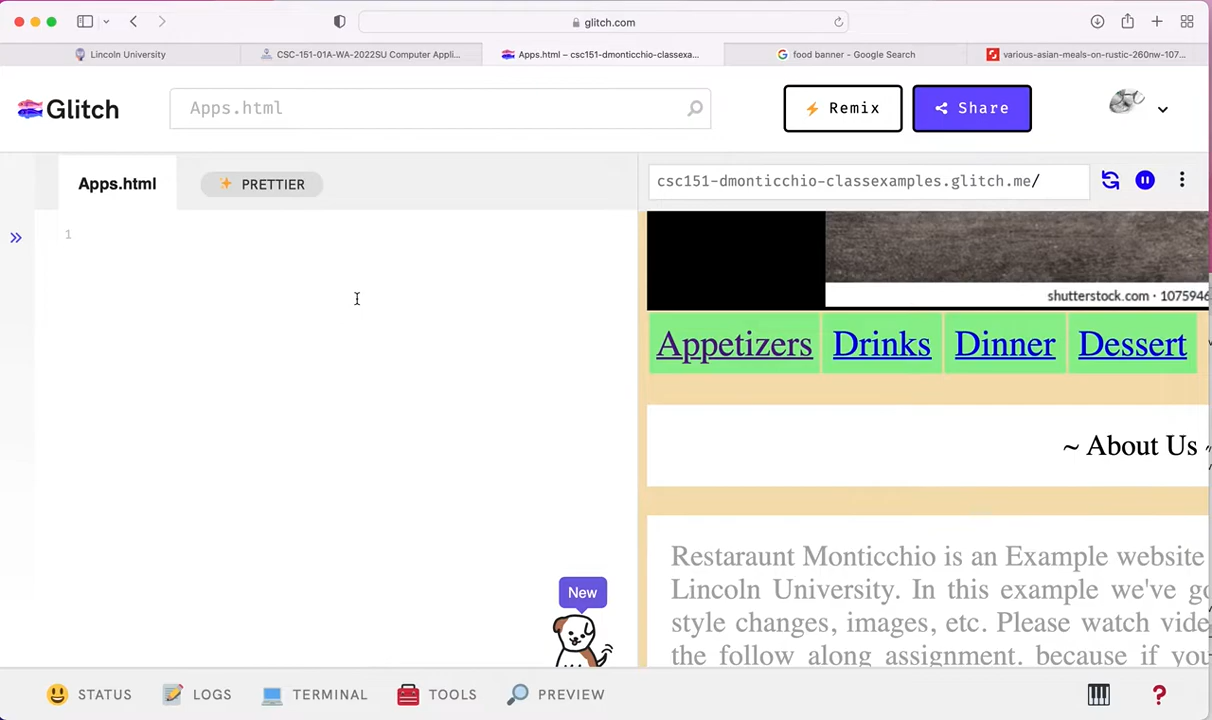 glitch.com
Lincoln University
CSC-151-01A-WA-2022SU Computer Appli...
Apps.html – csc151-dmonticchio-classexa...
food banner - Google Search
various-asian-meals-on-rustic-260nw-107...
Glitch
Apps.html
Remix
Share
Apps.html
PRETTIER
csc151-dmonticchio-classexamples.glitch.me/
1
shutterstock.com · 1075946
Appetizers Drinks Dinner Dessert
~ About Us ~
Restaraunt Monticchio is an Example website
Lincoln University. In this example we've go
style changes, images, etc. Please watch vide
the follow along assignment. because if you
New
STATUS
LOGS
TERMINAL
TOOLS
PREVIEW
?